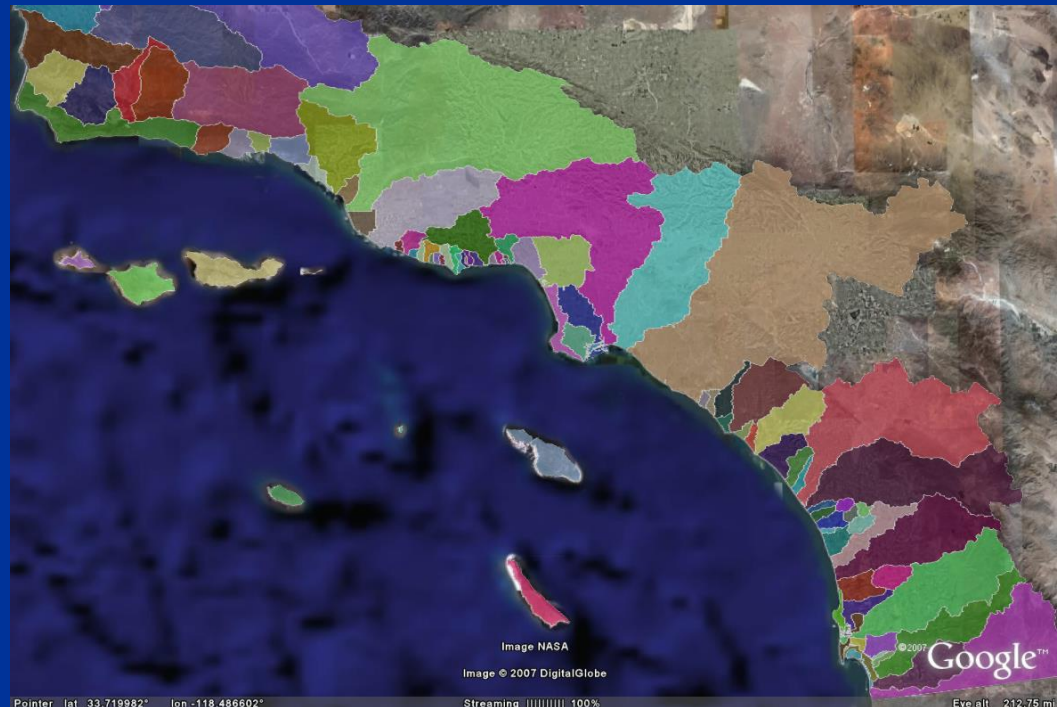 Image NASA
Image © 2007 DigitalGlobe
©2007 Google™
Pointer lat 33.719982° lon -118.486602° Streaming |||||||||| 100% Eye alt 212.75 mi